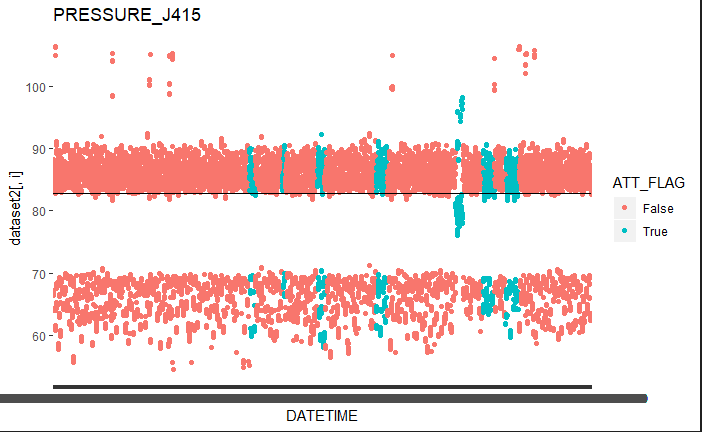 PRESSURE_J415
100
90
80
70
60
dataset2[, i]
DATETIME
ATT_FLAG
False
True